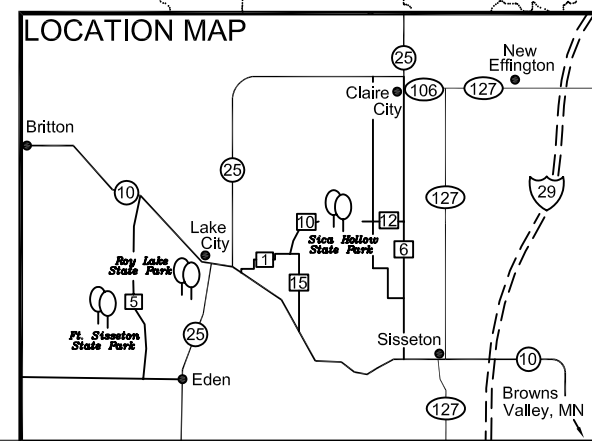 LOCATION MAP
25
New
Effington
Claire
City
106
127
Britton
25
10
127
29
Lake
City
10
12
Sica Hollow
State Park
6
Roy Lake
State Park
1
15
5
Ft. Sisseton
State Park
25
Sisseton
10
Eden
127
Browns
Valley, MN